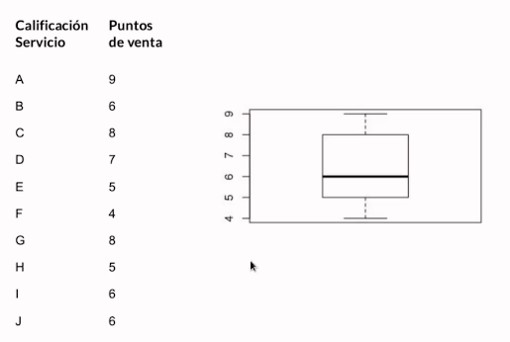 Calificación Servicio
Puntos de venta
A 9
B 6
C 8
D 7
E 5
F 4
G 8
H 5
I 6
J 6
9
8
7
6
5
4